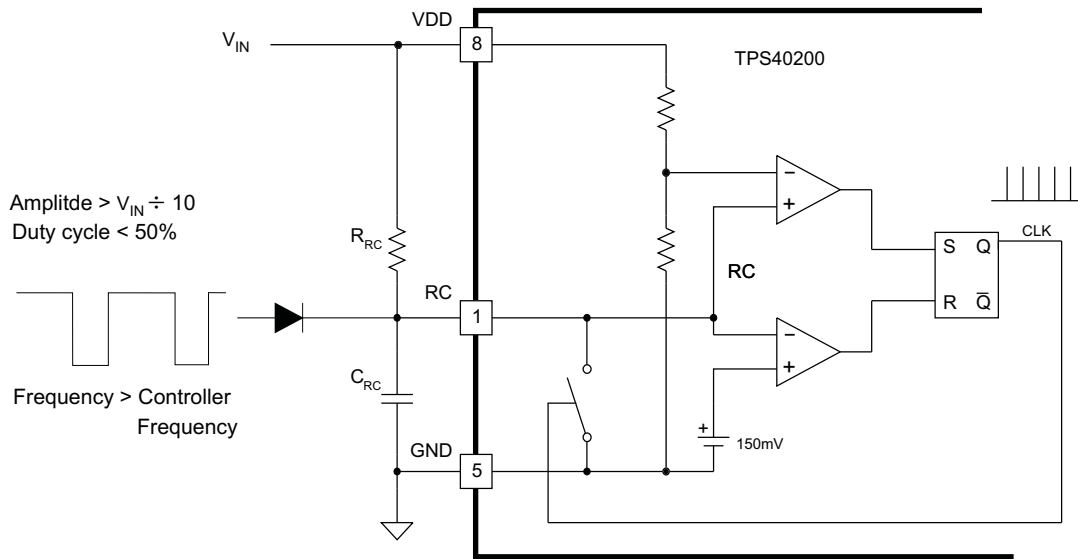 VDD
V_IN
8
TPS40200
Amplitde > V_IN ÷ 10
Duty cycle < 50%
−
+
CLK
R_RC
S Q
RC
RC
R Q̅
1
−
+
C_RC
Frequency > Controller
Frequency
+
150mV
GND
5